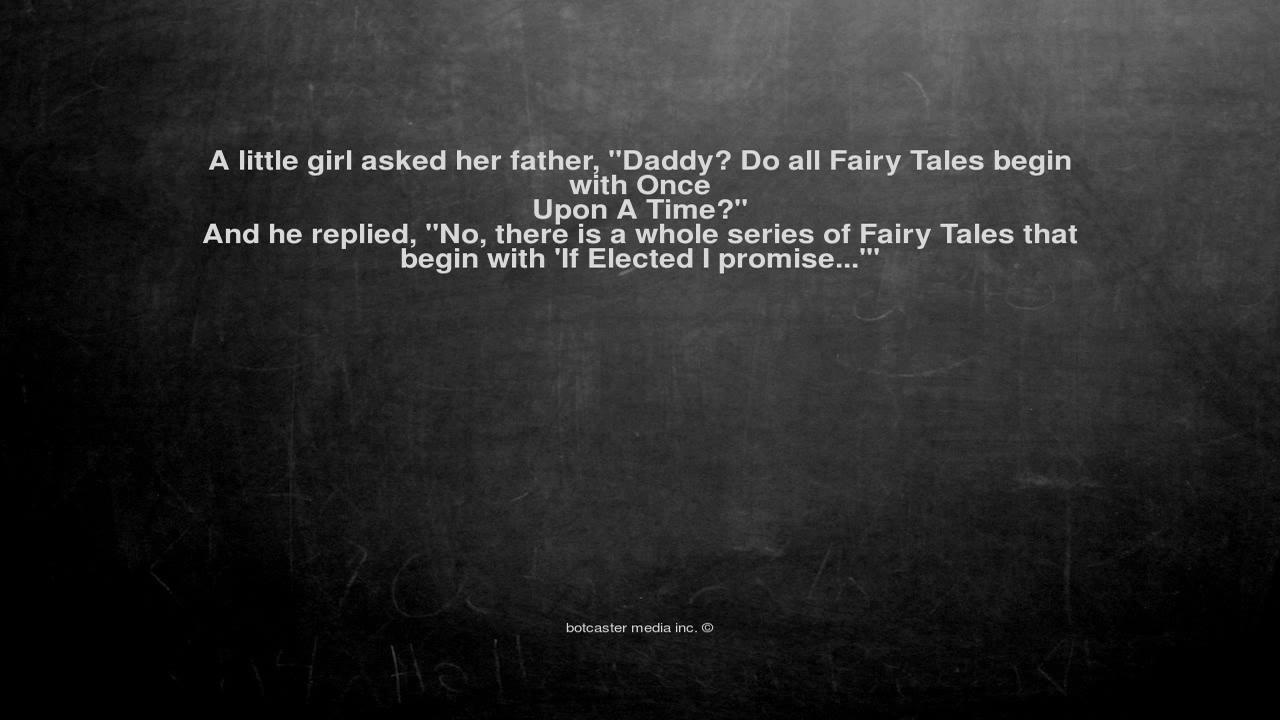 A little girl asked her father, "Daddy? Do all Fairy Tales begin
with Once
Upon A Time?"
And he replied, "No, there is a whole series of Fairy Tales that
begin with 'If Elected I promise..."'
botcaster media inc. ©